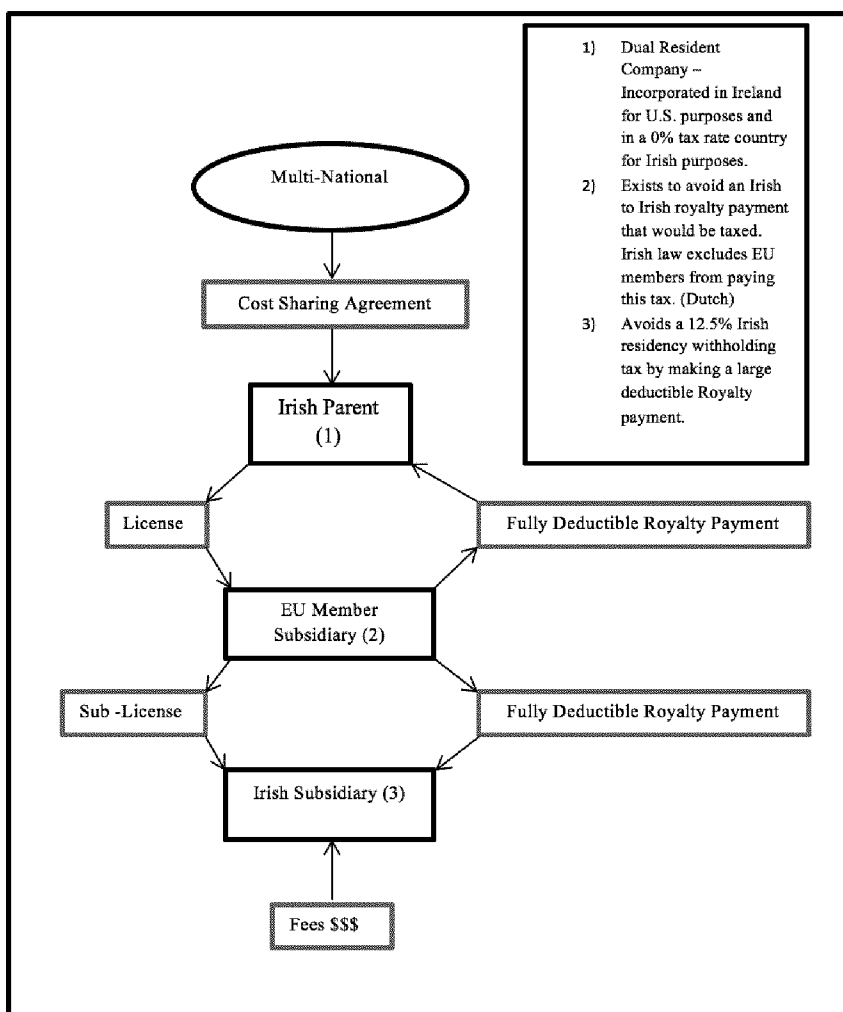 1) Dual Resident
Company –
Incorporated in Ireland
for U.S. purposes and
in a 0% tax rate country
for Irish purposes.
2) Exists to avoid an Irish
to Irish royalty payment
that would be taxed.
Irish law excludes EU
members from paying
this tax. (Dutch)
3) Avoids a 12.5% Irish
residency withholding
tax by making a large
deductible Royalty
payment.
Multi-National
Cost Sharing Agreement
Irish Parent
(1)
License
Fully Deductible Royalty Payment
EU Member
Subsidiary (2)
Sub -License
Fully Deductible Royalty Payment
Irish Subsidiary (3)
Fees $$$